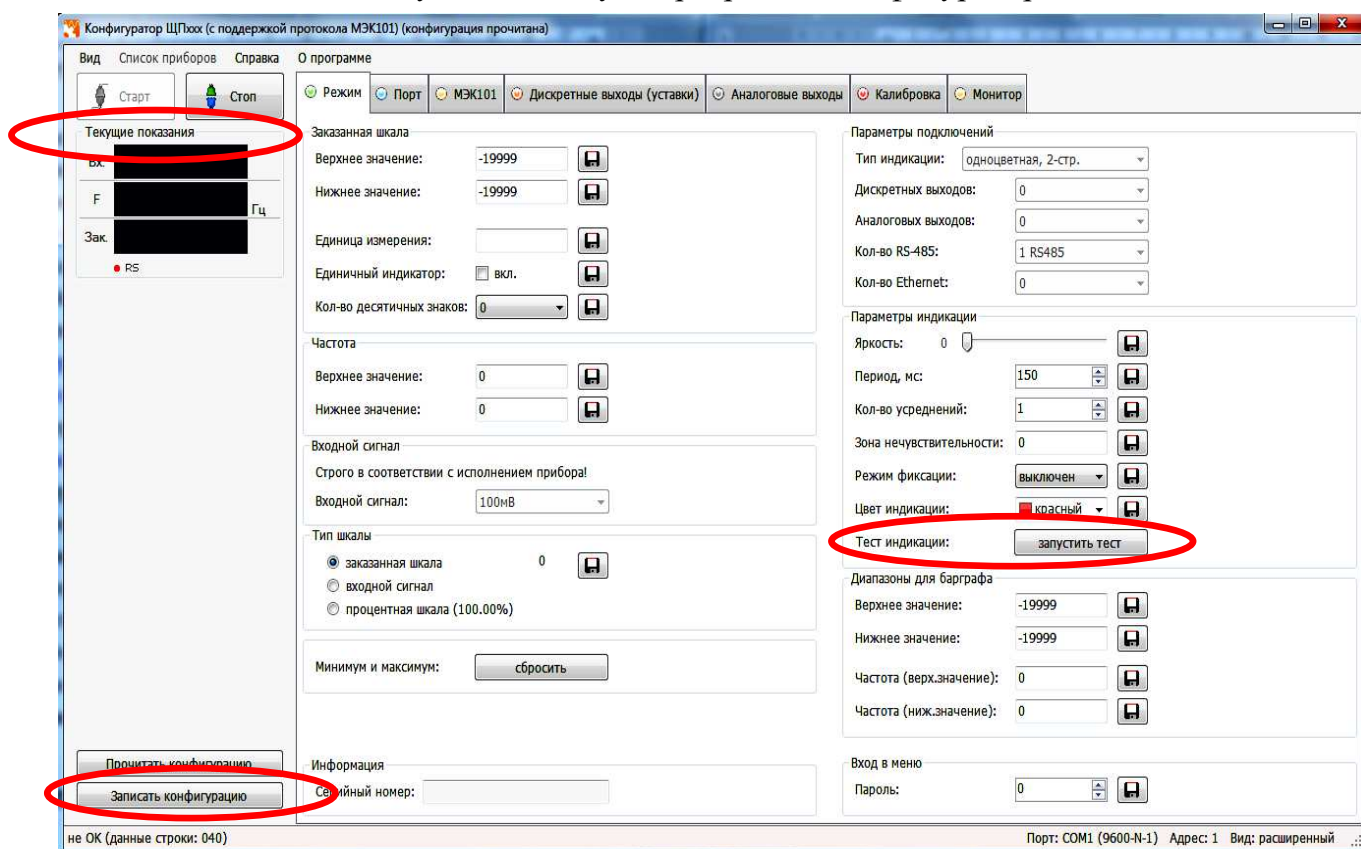 Конфигуратор ЩПxxx (с поддержкой протокола МЭК101) (конфигурация прочитана)
Вид Список приборов Справка О программе
Старт Стоп
Режим Порт МЭК101 Дискретные выходы (уставки) Аналоговые выходы Калибровка Монитор
Текущие показания
Вх.
F Гц
Зак.
RS
Прочитать конфигурацию
Записать конфигурацию
Заказанная шкала
Верхнее значение: -19999
Нижнее значение: -19999
Единица измерения:
Единичный индикатор: вкл.
Кол-во десятичных знаков: 0
Частота
Верхнее значение: 0
Нижнее значение: 0
Входной сигнал
Строго в соответствии с исполнением прибора!
Входной сигнал: 100мВ
Тип шкалы
заказанная шкала 0
входной сигнал
процентная шкала (100.00%)
Минимум и максимум: сбросить
Информация
Серийный номер:
Параметры подключений
Тип индикации: одноцветная, 2-стр.
Дискретных выходов: 0
Аналоговых выходов: 0
Кол-во RS-485: 1 RS485
Кол-во Ethernet: 0
Параметры индикации
Яркость: 0
Период, мс: 150
Кол-во усреднений: 1
Зона нечувствительности: 0
Режим фиксации: выключен
Цвет индикации: красный
Тест индикации: запустить тест
Диапазоны для барграфа
Верхнее значение: -19999
Нижнее значение: -19999
Частота (верх.значение): 0
Частота (ниж.значение): 0
Вход в меню
Пароль: 0
не ОК (данные строки: 040) Порт: COM1 (9600-N-1) Адрес: 1 Вид: расширенный